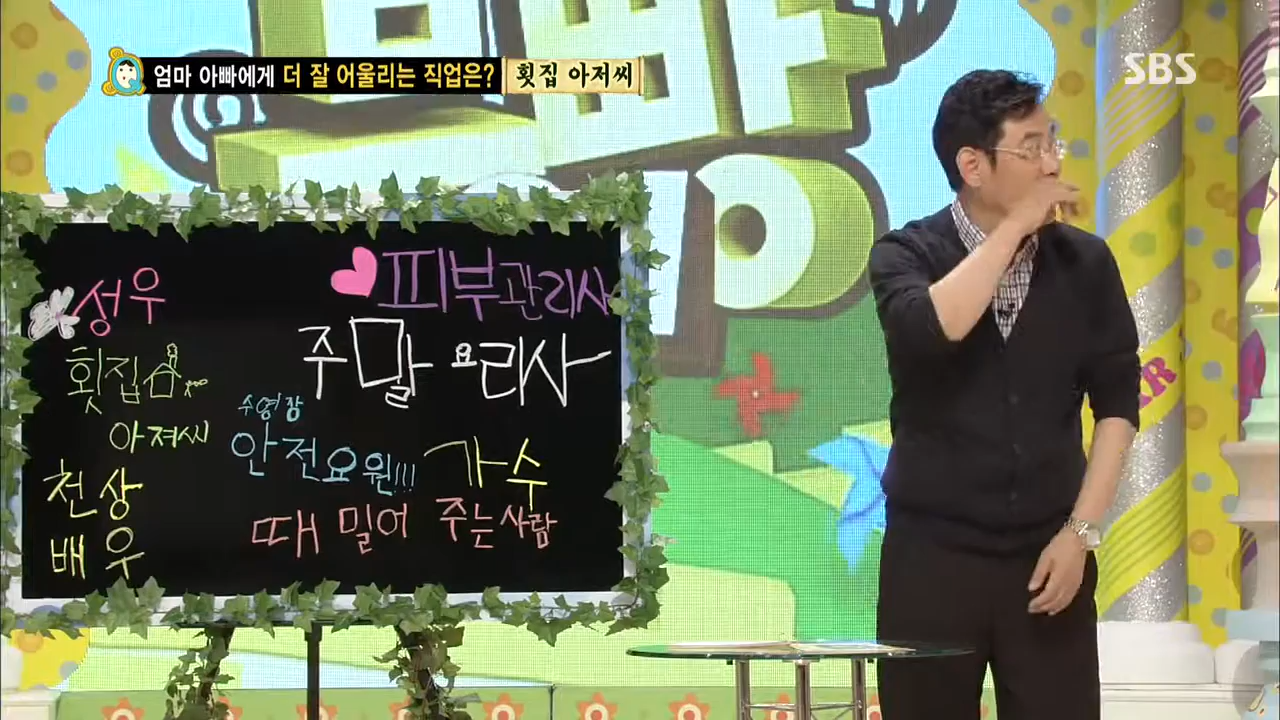 엄마 아빠에게 더 잘 어울리는 직업은? 횟집 아저씨
SBS
성우
피부관리사
횟집
아저씨
주말 요리사
수영장
안전요원!!!
가수
천상
배우
때 밀어 주는 사람